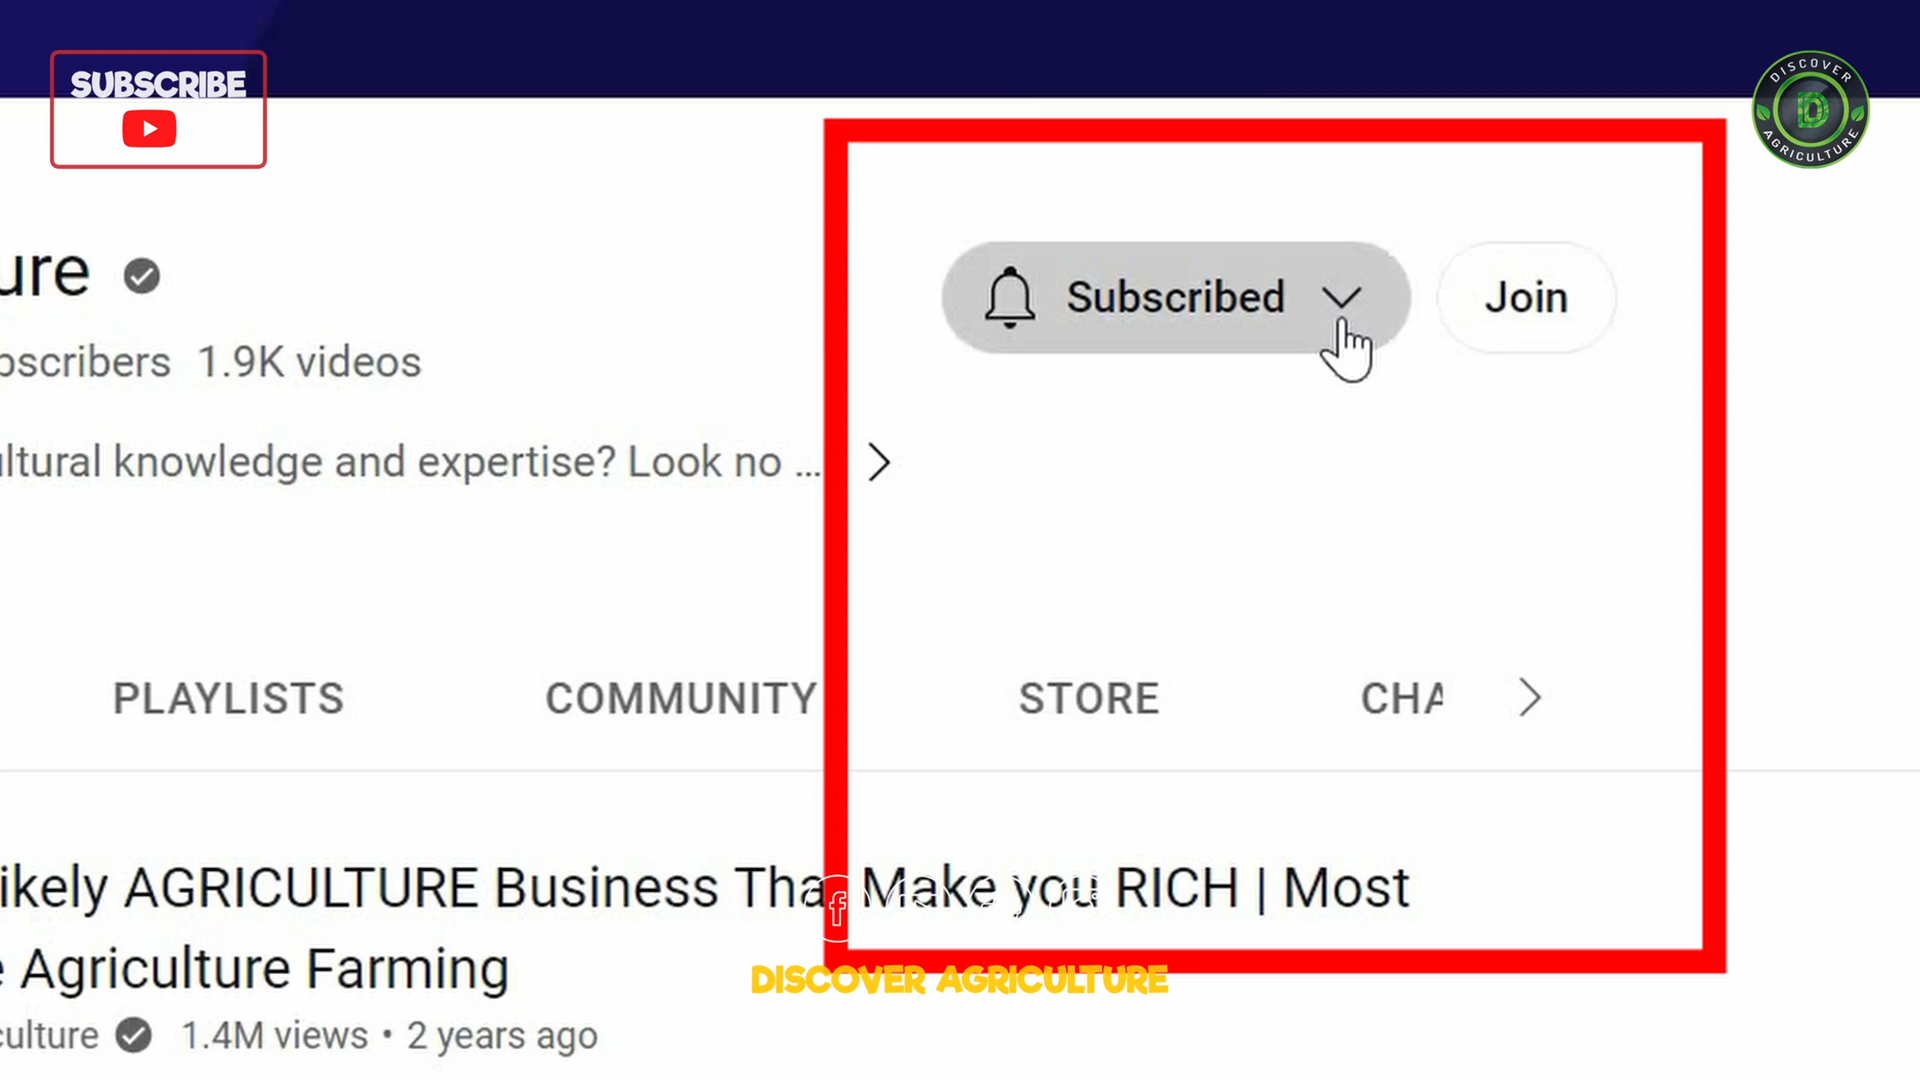 SUBSCRIBE
DISCOVER
D
AGRICULTURE
ure
Subscribed
Join
bscribers 1.9K videos
ltural knowledge and expertise? Look no ...
PLAYLISTS
COMMUNITY
STORE
CHA
ikely AGRICULTURE Business Tha Make you RICH | Most
e Agriculture Farming
DISCOVER AGRICULTURE
culture 1.4M views • 2 years ago